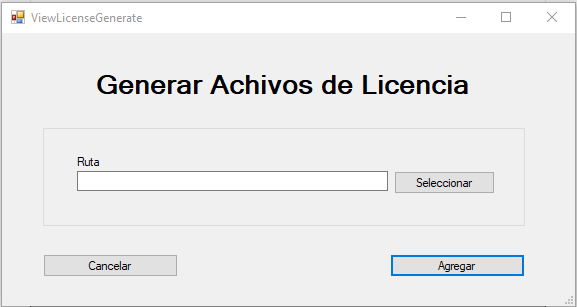 ViewLicenseGenerate
Generar Achivos de Licencia
Ruta
Seleccionar
Cancelar
Agregar